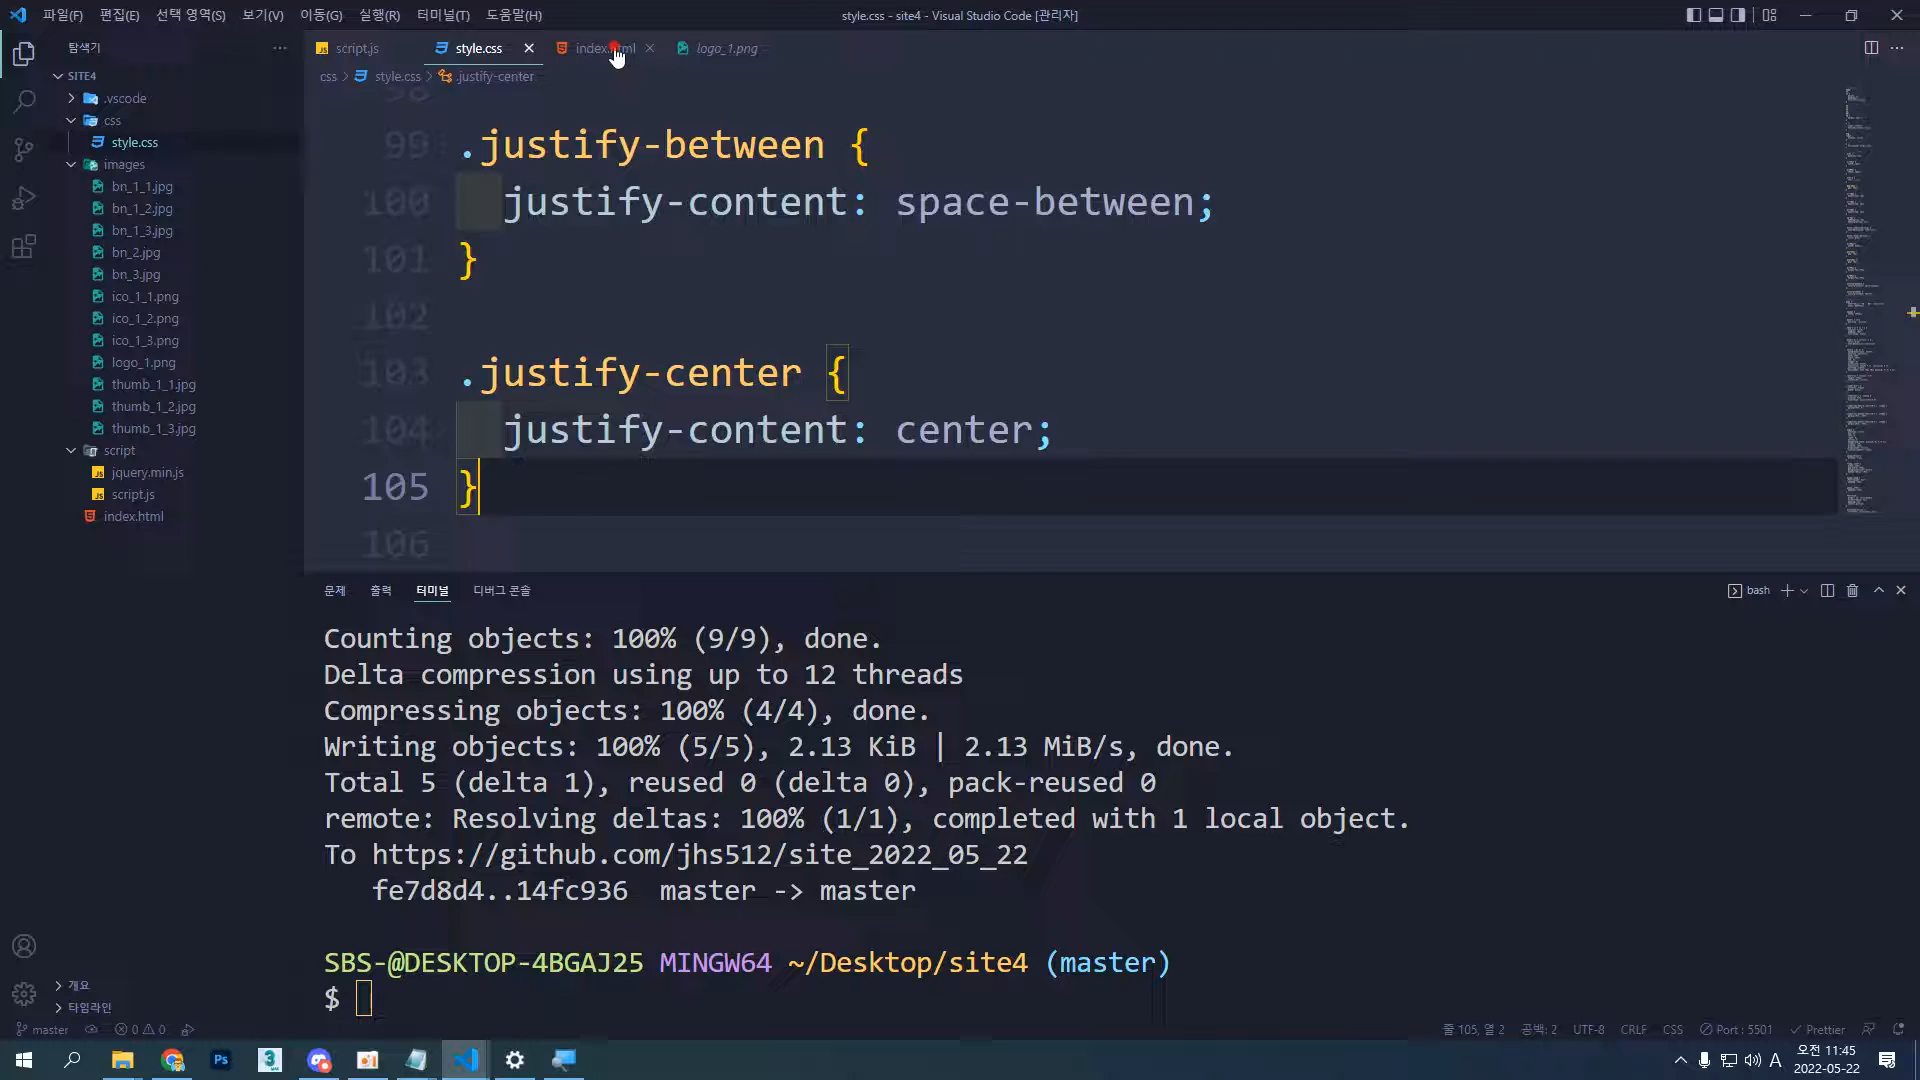 파일(F) 편집(E) 선택 영역(S) 보기(V) 이동(G) 실행(R) 터미널(T) 도움말(H)
style.css - site4 - Visual Studio Code [관리자]
탐색기
SITE4
.vscode
css
style.css
images
bn_1_1.jpg
bn_1_2.jpg
bn_1_3.jpg
bn_2.jpg
bn_3.jpg
ico_1_1.png
ico_1_2.png
ico_1_3.png
logo_1.png
thumb_1_1.jpg
thumb_1_2.jpg
thumb_1_3.jpg
script
jquery.min.js
script.js
index.html
개요
타임라인
script.js style.css index.html logo_1.png
css > style.css > .justify-center
98
99 .justify-between {
100 justify-content: space-between;
101 }
102
103 .justify-center {
104 justify-content: center;
105 }
106
문제 출력 터미널 디버그 콘솔
bash
Counting objects: 100% (9/9), done.
Delta compression using up to 12 threads
Compressing objects: 100% (4/4), done.
Writing objects: 100% (5/5), 2.13 KiB | 2.13 MiB/s, done.
Total 5 (delta 1), reused 0 (delta 0), pack-reused 0
remote: Resolving deltas: 100% (1/1), completed with 1 local object.
To https://github.com/jhs512/site_2022_05_22
fe7d8d4..14fc936 master -> master
SBS-@DESKTOP-4BGAJ25 MINGW64 ~/Desktop/site4 (master)
$
master 0 0
줄 105, 열 2 공백: 2 UTF-8 CRLF CSS Port : 5501 Prettier
Ps 3
A
오전 11:45
2022-05-22